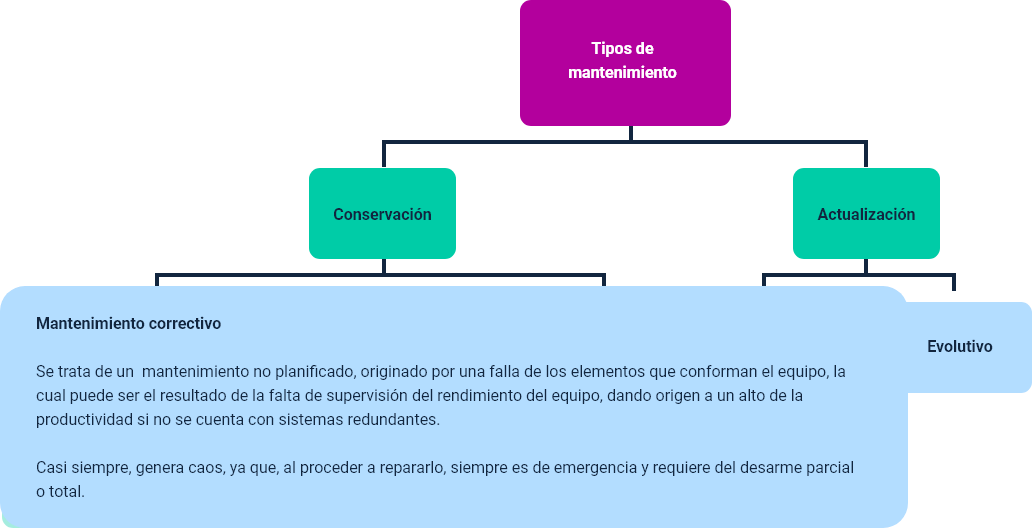 Tipos de
mantenimiento
Conservación
Actualización
Mantenimiento correctivo
Se trata de un  mantenimiento no planificado, originado por una falla de los elementos que conforman el equipo, la
cual puede ser el resultado de la falta de supervisión del rendimiento del equipo, dando origen a un alto de la
productividad si no se cuenta con sistemas redundantes.
Casi siempre, genera caos, ya que, al proceder a repararlo, siempre es de emergencia y requiere del desarme parcial
o total.
Evolutivo